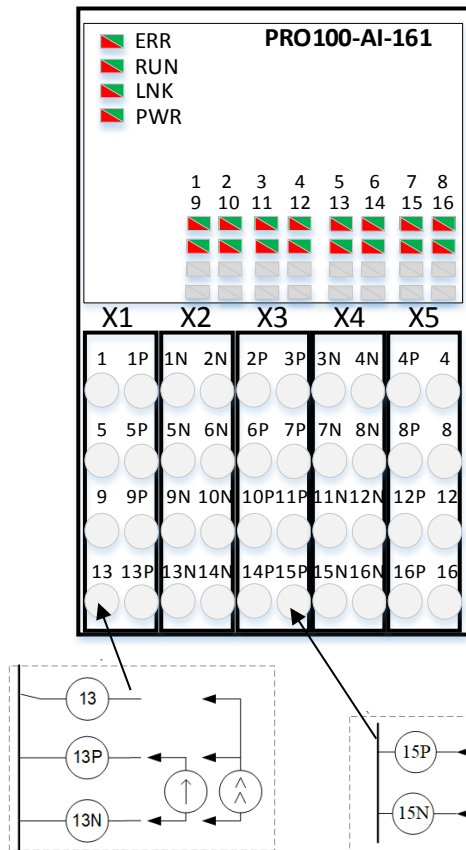 PRO100-AI-161
ERR
RUN
LNK
PWR
1 2 3 4 5 6 7 8
9 10 11 12 13 14 15 16
X1 X2 X3 X4 X5
1 1P 1N 2N 2P 3P 3N 4N 4P 4
5 5P 5N 6N 6P 7P 7N 8N 8P 8
9 9P 9N 10N 10P 11P 11N 12N 12P 12
13 13P 13N 14N 14P 15P 15N 16N 16P 16
13
13P
13N
15P
15N